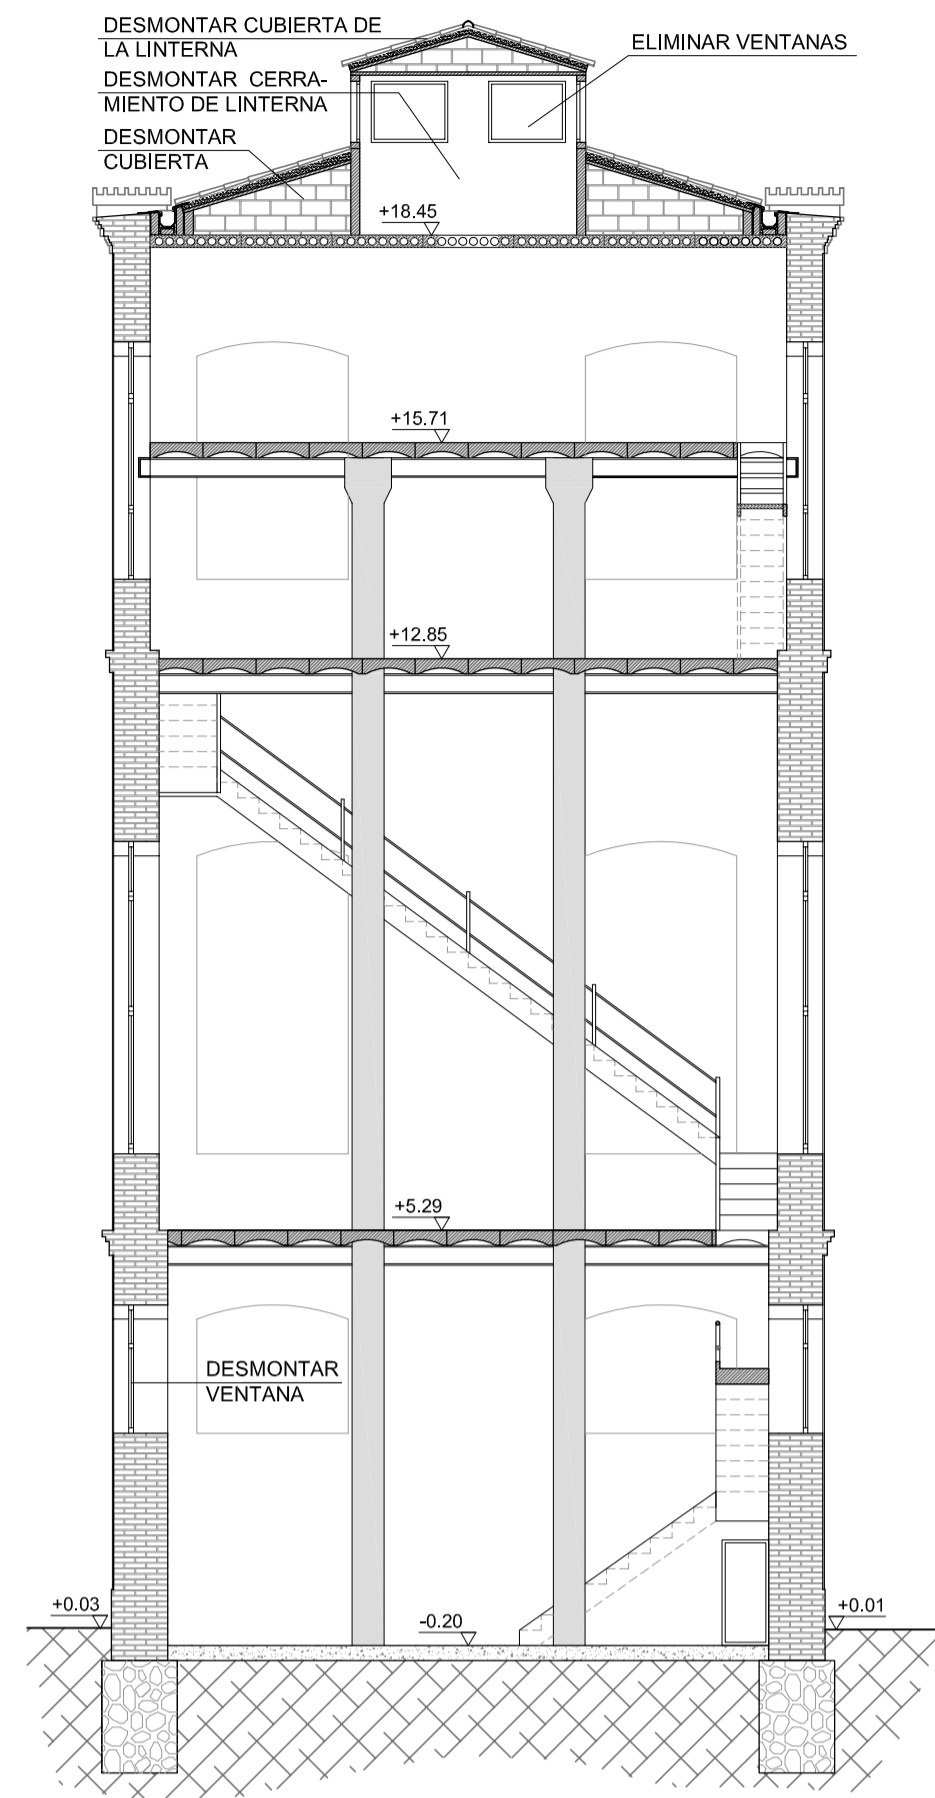 DESMONTAR CUBIERTA DE
LA LINTERNA
ELIMINAR VENTANAS
DESMONTAR CERRA-
MIENTO DE LINTERNA
DESMONTAR
CUBIERTA
+18.45
+15.71
+12.85
+5.29
DESMONTAR
VENTANA
+0.03
-0.20
+0.01